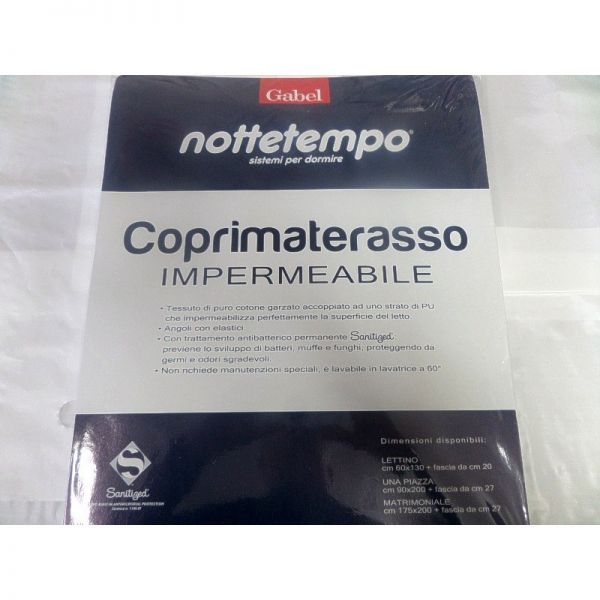 Gabel
nottetempo®
sistemi per dormire
Coprimaterasso
IMPERMEABILE
• Tessuto di puro cotone garzato accoppiato ad uno strato di PU
che impermeabilizza perfettamente la superficie del letto.
• Angoli con elastici.
• Con trattamento antibatterico permanente Sanitized®
previene lo sviluppo di batteri, muffe e funghi, proteggendo da
germi e odori sgradevoli.
• Non richiede manutenzioni speciali, è lavabile in lavatrice a 60°
Dimensioni disponibili:
LETTINO
cm 60x130 + fascia da cm 20
UNA PIAZZA
cm 90x200 + fascia da cm 27
MATRIMONIALE
cm 175x200 + fascia da cm 27
S
Sanitized®